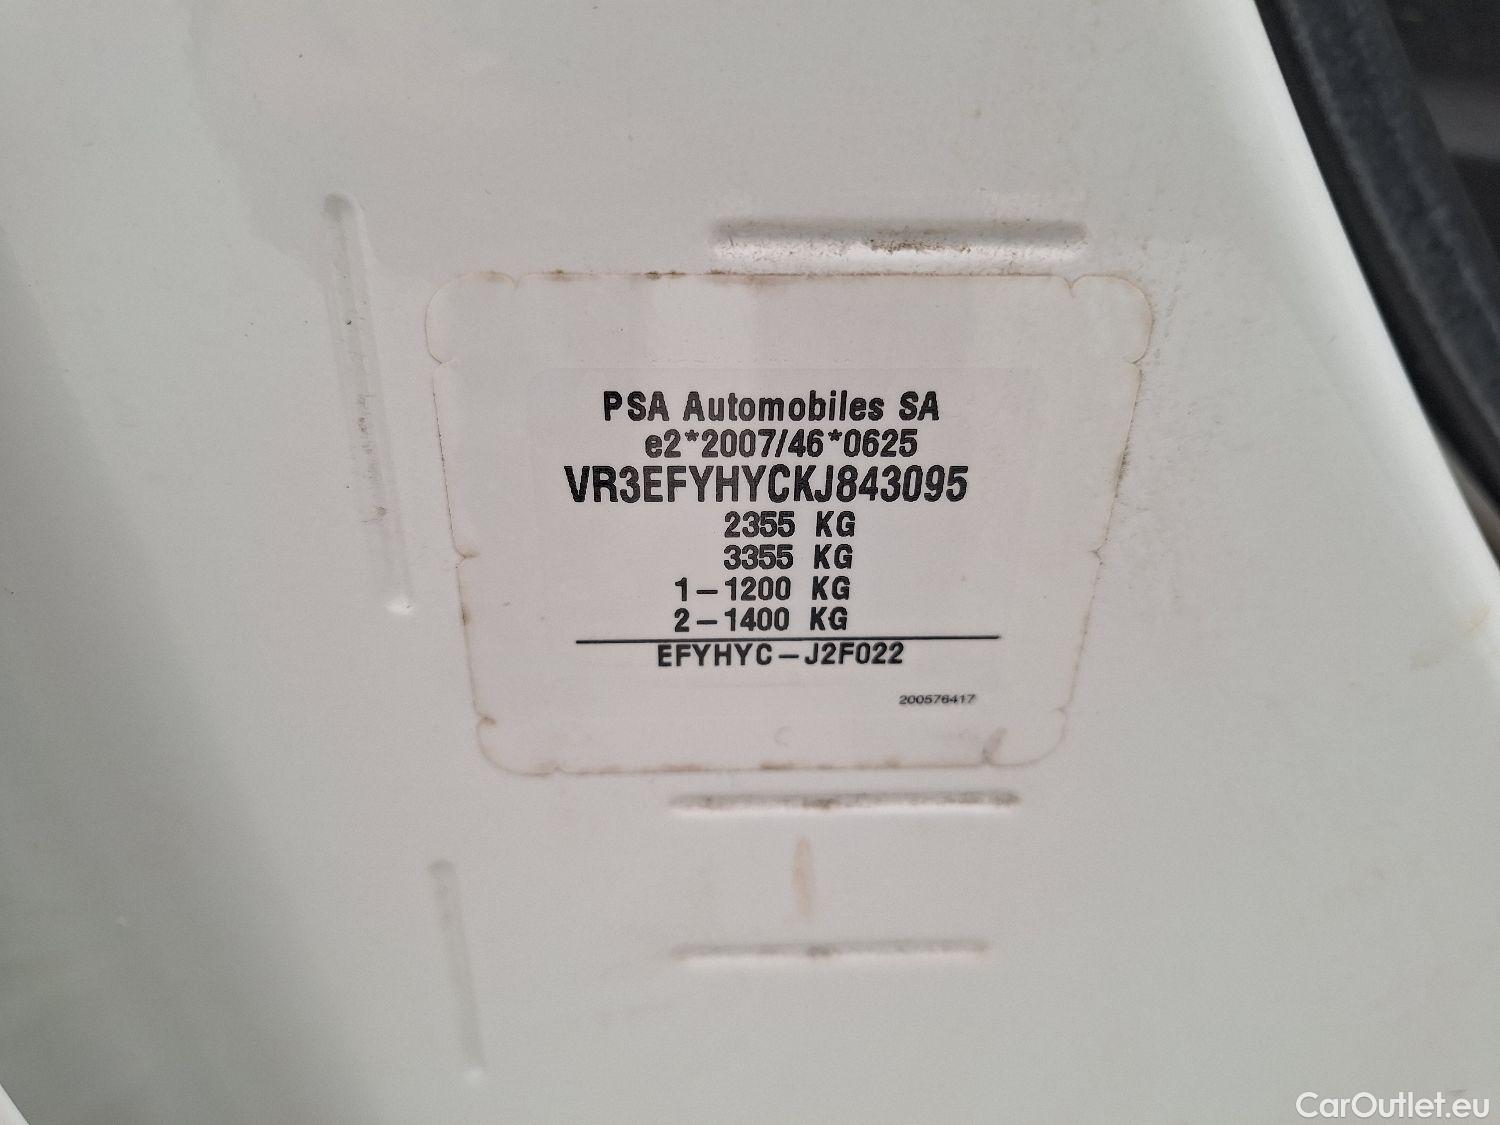 PSA Automobiles SA
e2*2007/46*0625
VR3EFYHYCKJ843095
2355 KG
3355 KG
1-1200 KG
2-1400 KG
EFYHYC-J2F022
200576417
CarOutlet.eu